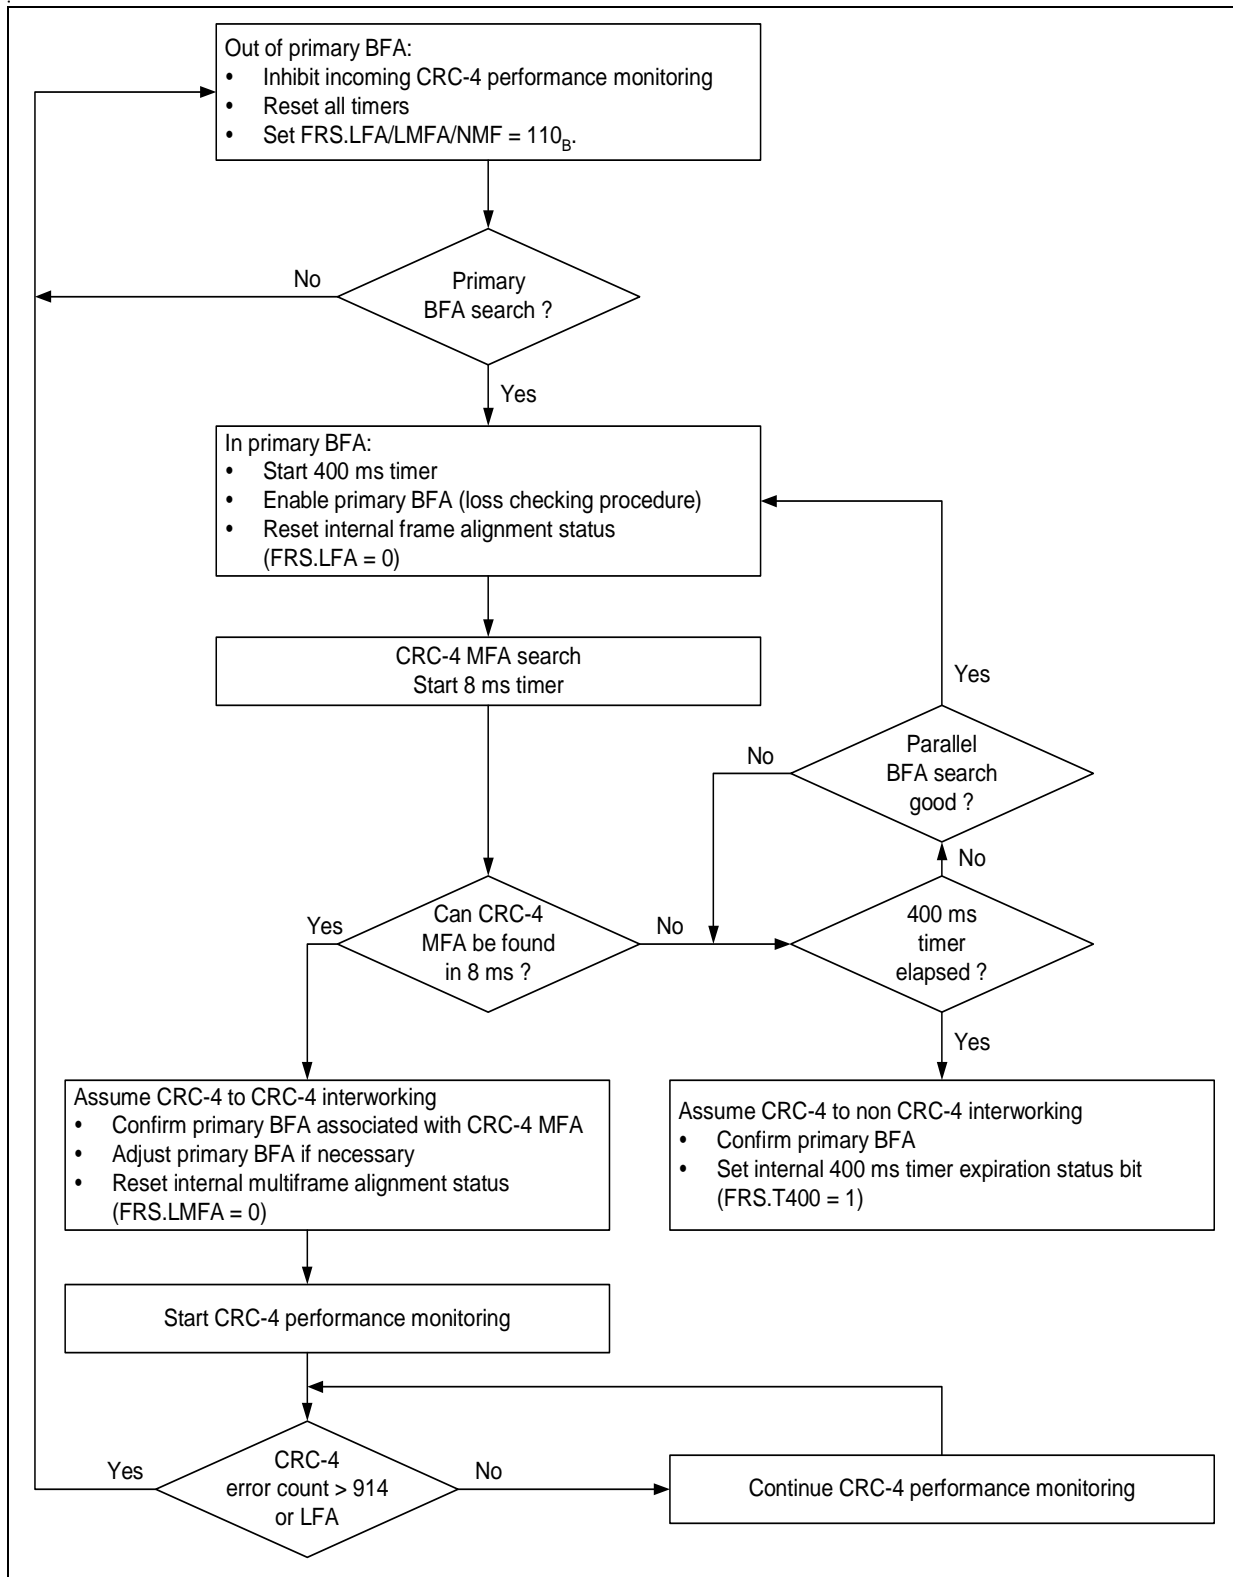 Out of primary BFA:
• Inhibit incoming CRC-4 performance monitoring
• Reset all timers
• Set FRS.LFA/LMFA/NMF = 110B.
No
Primary
BFA search ?
Yes
In primary BFA:
• Start 400 ms timer
• Enable primary BFA (loss checking procedure)
• Reset internal frame alignment status
(FRS.LFA = 0)
CRC-4 MFA search
Start 8 ms timer
Yes
No
Parallel
BFA search
good ?
No
Yes
Can CRC-4
MFA be found
in 8 ms ?
No
400 ms
timer
elapsed ?
Yes
Assume CRC-4 to CRC-4 interworking
• Confirm primary BFA associated with CRC-4 MFA
• Adjust primary BFA if necessary
• Reset internal multiframe alignment status
(FRS.LMFA = 0)
Assume CRC-4 to non CRC-4 interworking
• Confirm primary BFA
• Set internal 400 ms timer expiration status bit
(FRS.T400 = 1)
Start CRC-4 performance monitoring
Yes
CRC-4
error count > 914
or LFA
No
Continue CRC-4 performance monitoring